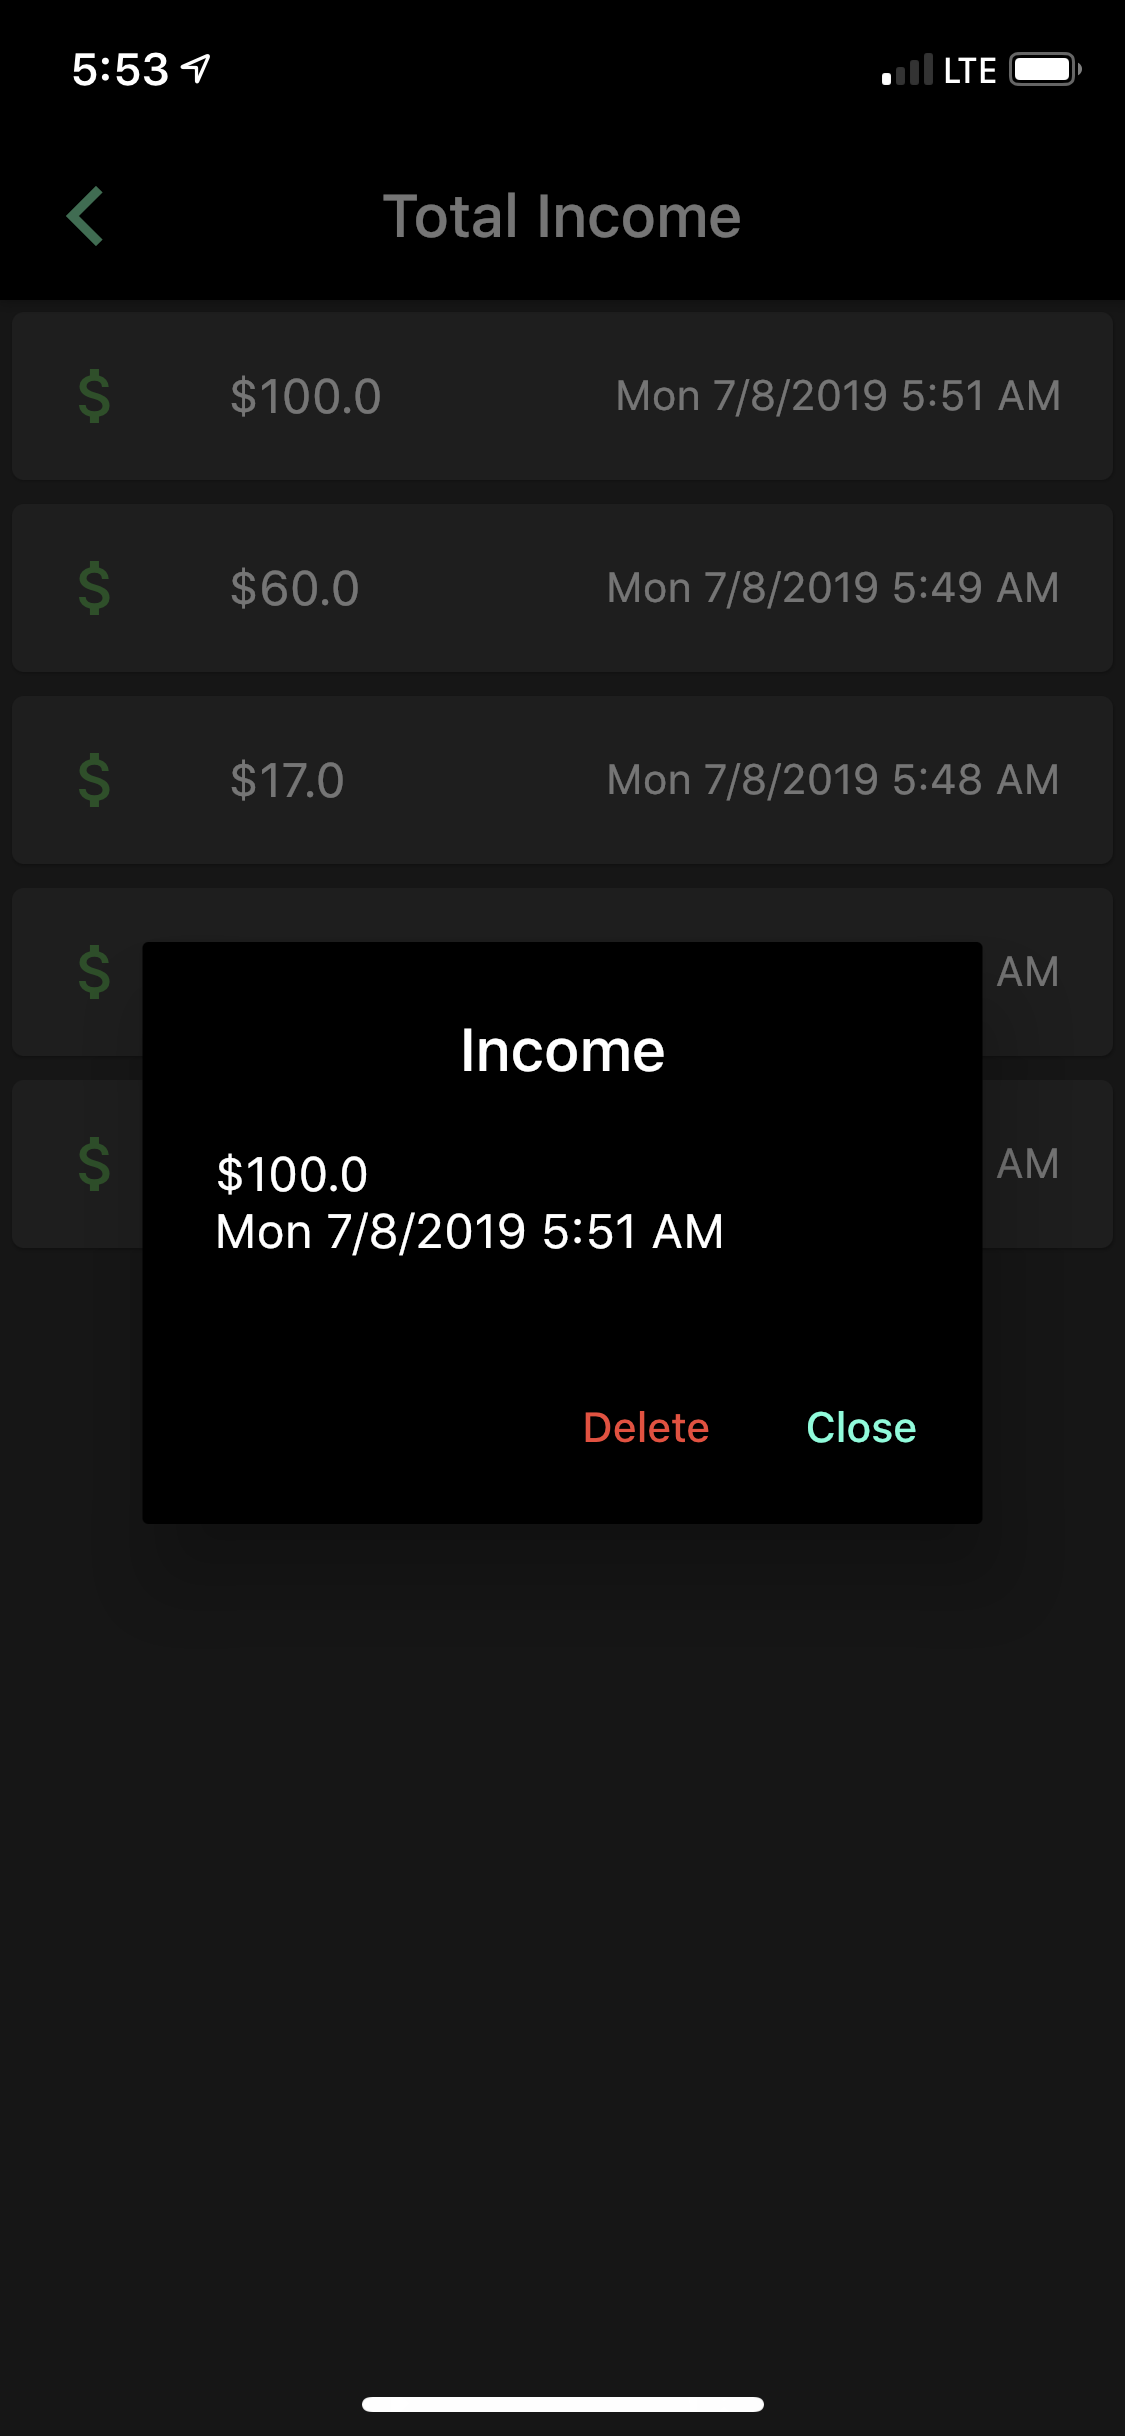 5:53 LTE
Total Income
$ $100.0 Mon 7/8/2019 5:51 AM
$ $60.0 Mon 7/8/2019 5:49 AM
$ $17.0 Mon 7/8/2019 5:48 AM
$ AM
$ AM
Income
$100.0
Mon 7/8/2019 5:51 AM
Delete Close